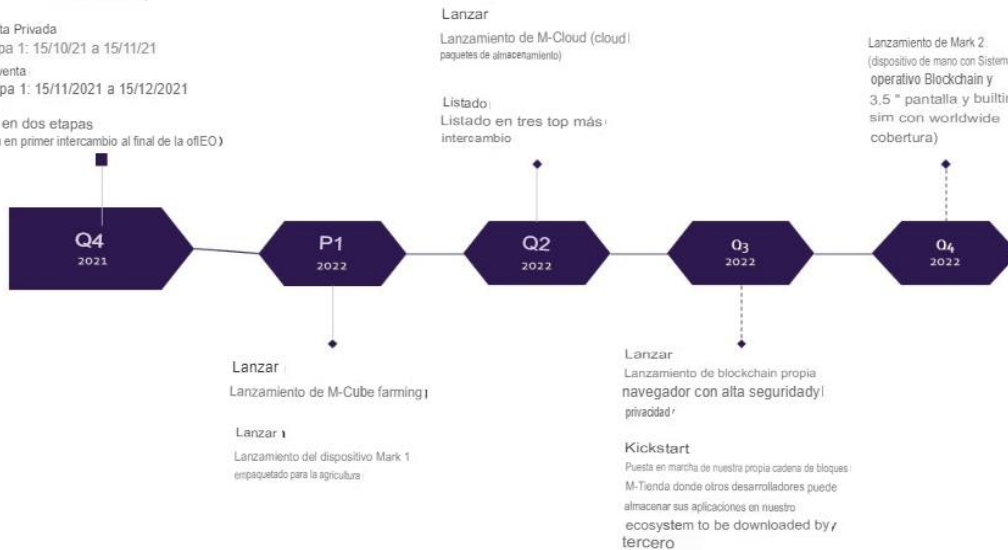 ta Privada
pa 1: 15/10/21 a 15/11/21
venta
pa 1: 15/11/2021 a 15/12/2021
en dos etapas
en primer intercambio al final de la ofIEO)
Q4
2021
P1
2022
Lanzar
Lanzamiento de M-Cube farming
Lanzar
Lanzamiento del dispositivo Mark 1
empaquetado para la agricultura
Lanzar
Lanzamiento de M-Cloud (cloud
paquetes de almacenamiento)
Listado
Listado en tres top más
intercambio
Q2
2022
Q3
2022
Lanzar
Lanzamiento de blockchain propia
navegador con alta seguridady
privacidad
Kickstart
Puesta en marcha de nuestra propia cadena de bloques
M-Tienda donde otros desarrolladores puede
almacenar sus aplicaciones en nuestro
ecosystem to be downloaded by
tercero
Lanzamiento de Mark 2
(dispositivo de mano con Sistem
operativo Blockchain y
3.5 " pantalla y builtin
sim con worldwide
cobertura)
Q4
2022